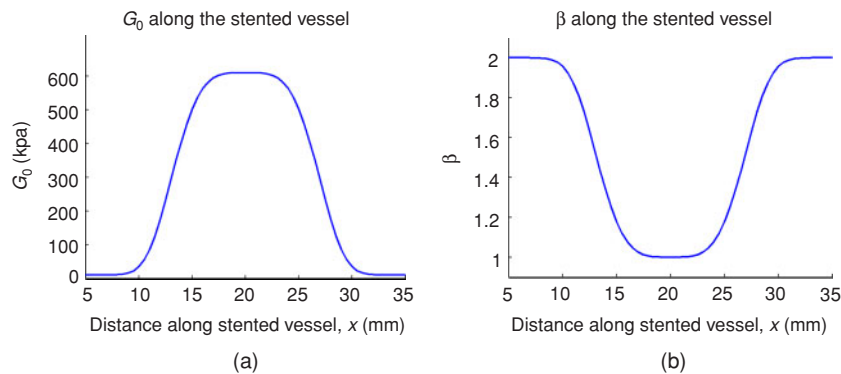 G0 along the stented vessel
G0 (kpa)
600
500
400
300
200
100
0
5 10 15 20 25 30 35
Distance along stented vessel, x (mm)
(a)
β along the stented vessel
β
2
1.8
1.6
1.4
1.2
1
5 10 15 20 25 30 35
Distance along stented vessel, x (mm)
(b)